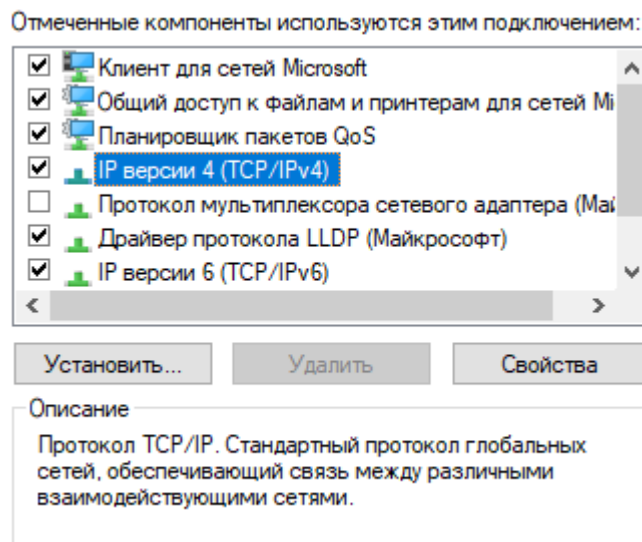 Отмеченные компоненты используются этим подключением:
Клиент для сетей Microsoft
Общий доступ к файлам и принтерам для сетей Mi
Планировщик пакетов QoS
IP версии 4 (TCP/IPv4)
Протокол мультиплексора сетевого адаптера (Май
Драйвер протокола LLDP (Майкрософт)
IP версии 6 (TCP/IPv6)
Установить... Удалить Свойства
Описание
Протокол TCP/IP. Стандартный протокол глобальных
сетей, обеспечивающий связь между различными
взаимодействующими сетями.